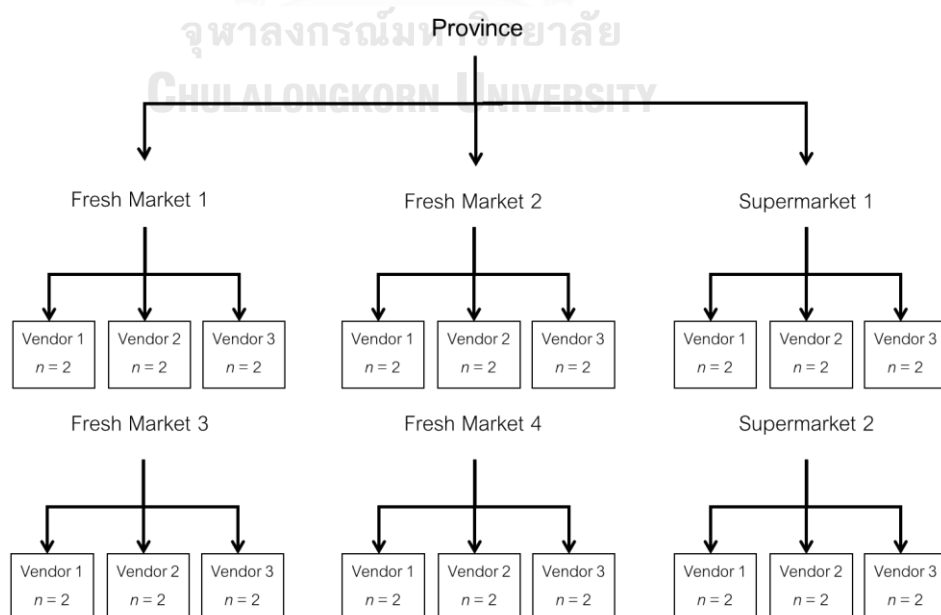 จุฬาลงกรณ์มหาวิทยาลัย
Province
CHULALONGKORN UNIVERSITY
Fresh Market 1
Fresh Market 2
Supermarket 1
Vendor 1
n = 2
Vendor 2
n = 2
Vendor 3
n = 2
Vendor 1
n = 2
Vendor 2
n = 2
Vendor 3
n = 2
Vendor 1
n = 2
Vendor 2
n = 2
Vendor 3
n = 2
Fresh Market 3
Fresh Market 4
Supermarket 2
Vendor 1
n = 2
Vendor 2
n = 2
Vendor 3
n = 2
Vendor 1
n = 2
Vendor 2
n = 2
Vendor 3
n = 2
Vendor 1
n = 2
Vendor 2
n = 2
Vendor 3
n = 2